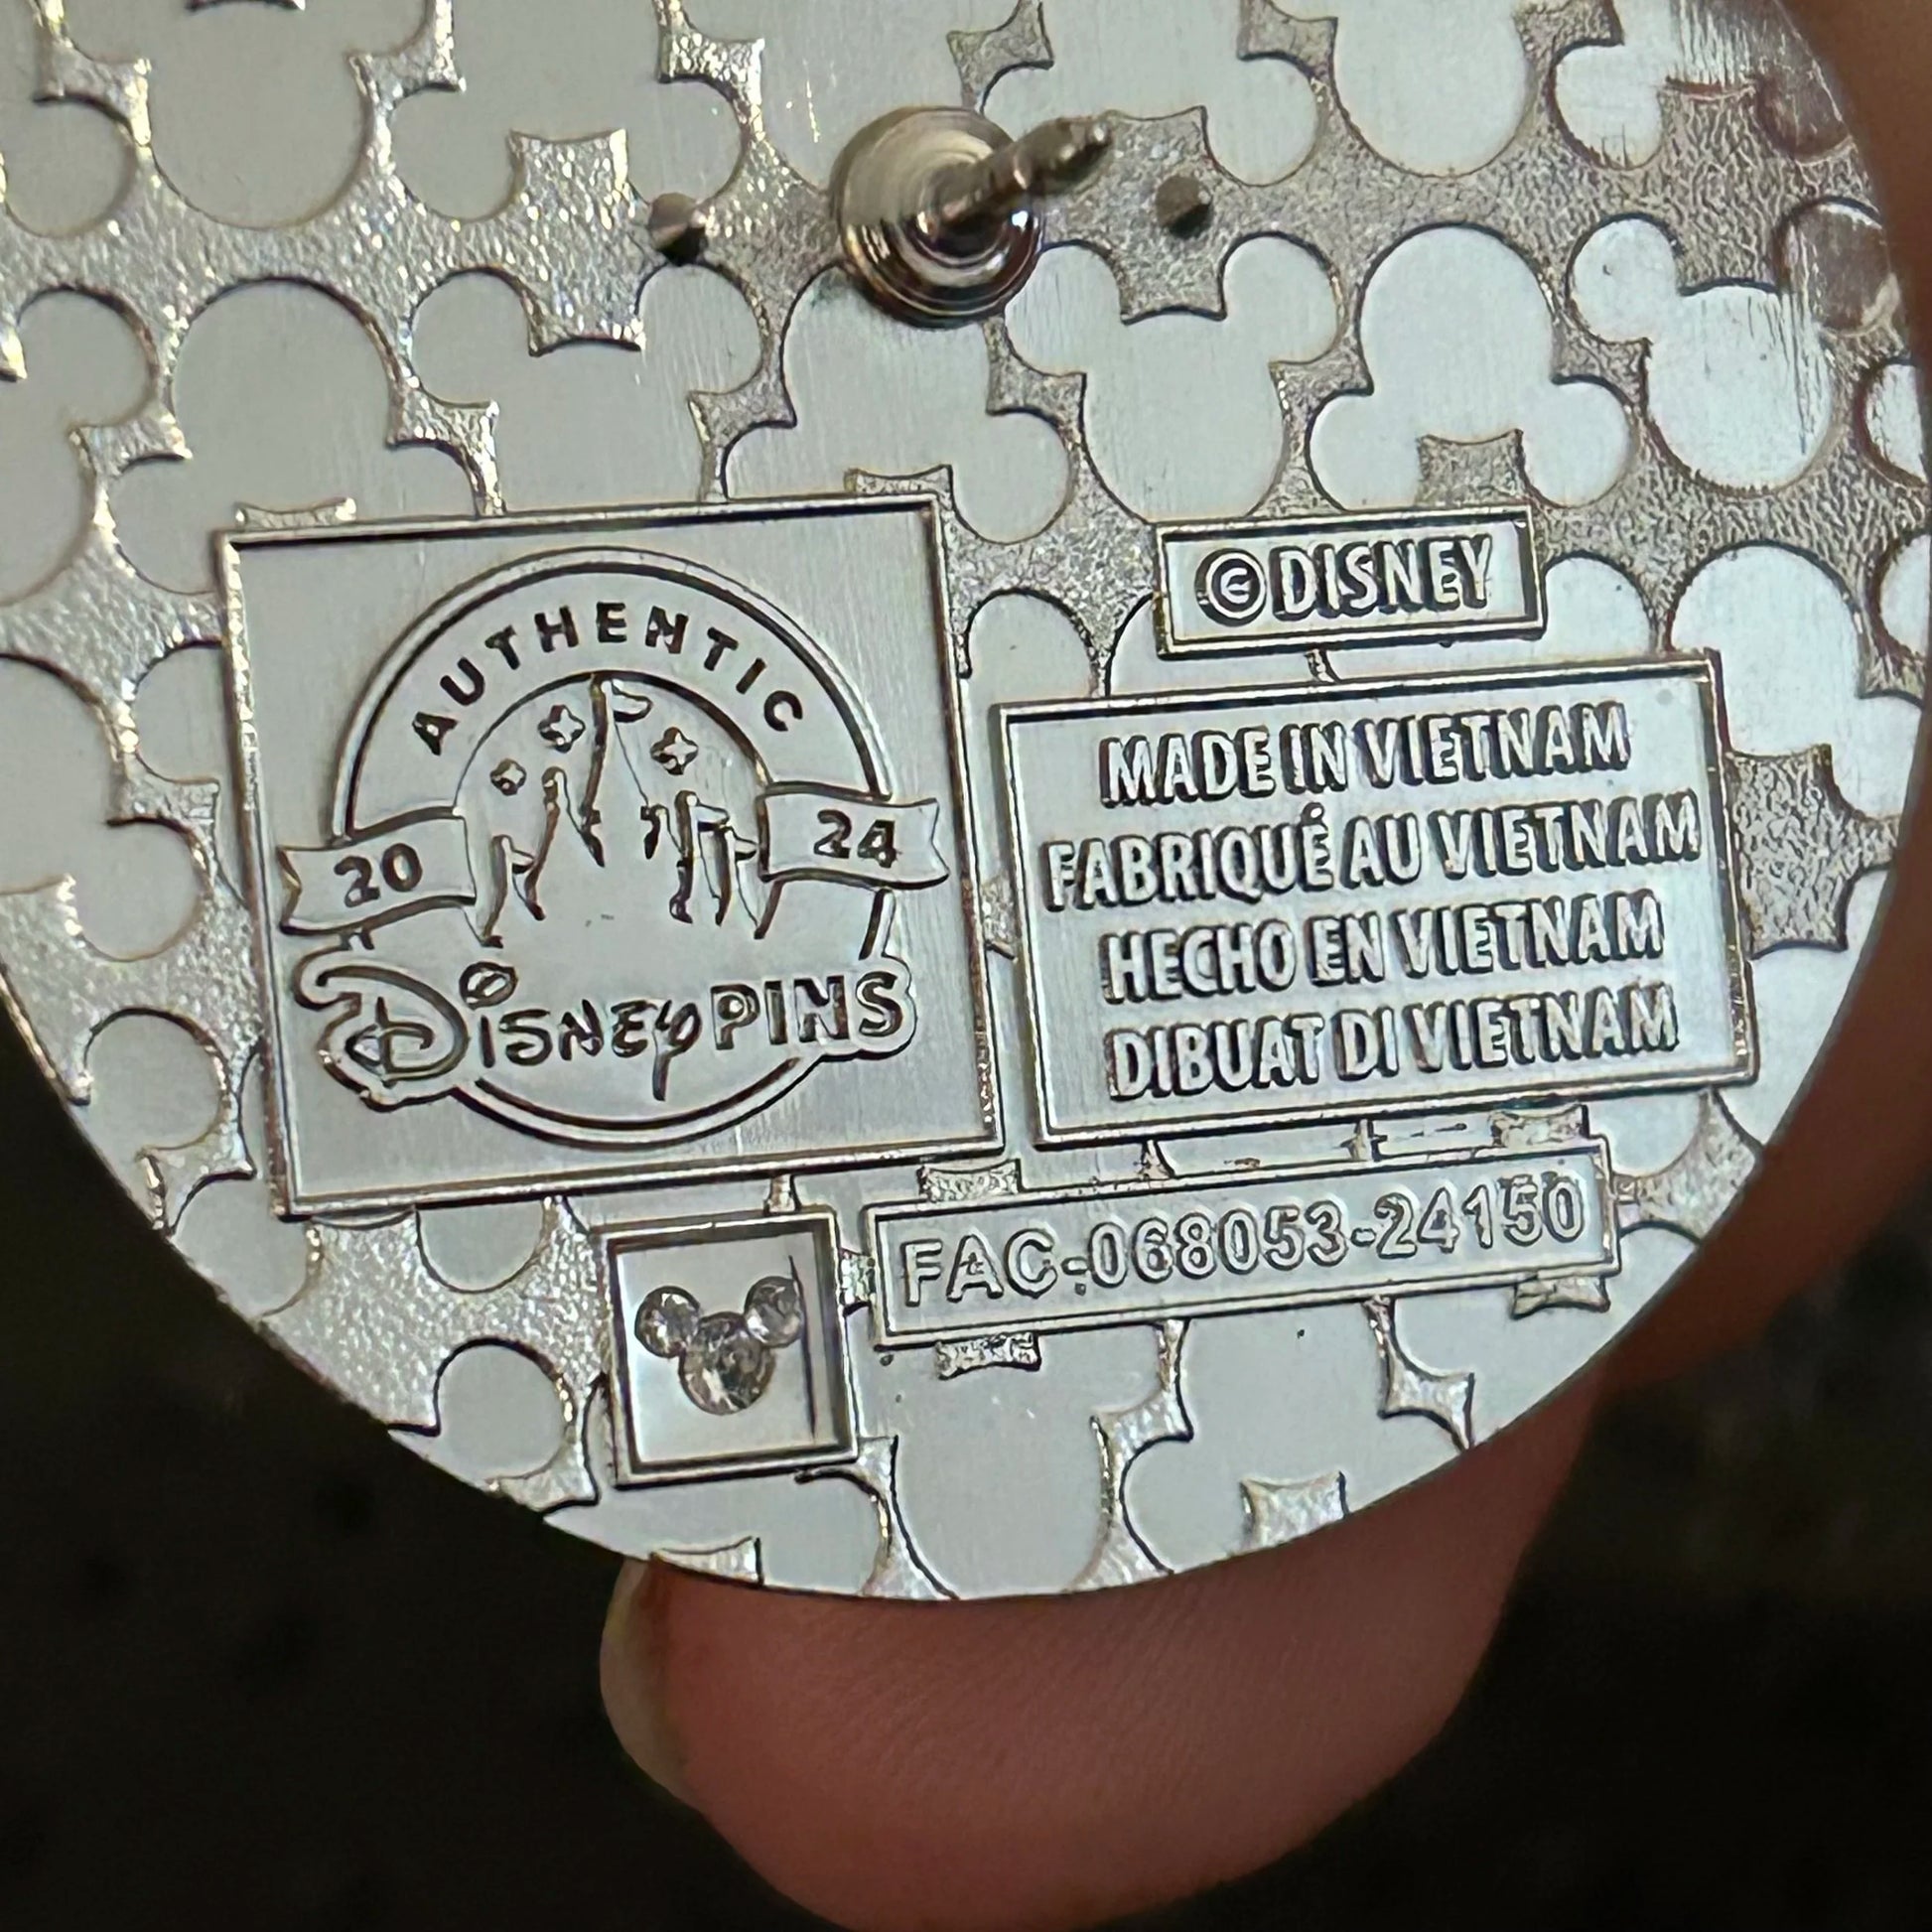 AUTHENTIC
20 24
Disney PINS
©DISNEY
MADE IN VIETNAM
FABRIQUÉ AU VIETNAM
HECHO EN VIETNAM
DIBUAT DI VIETNAM
FAC-068053-24150